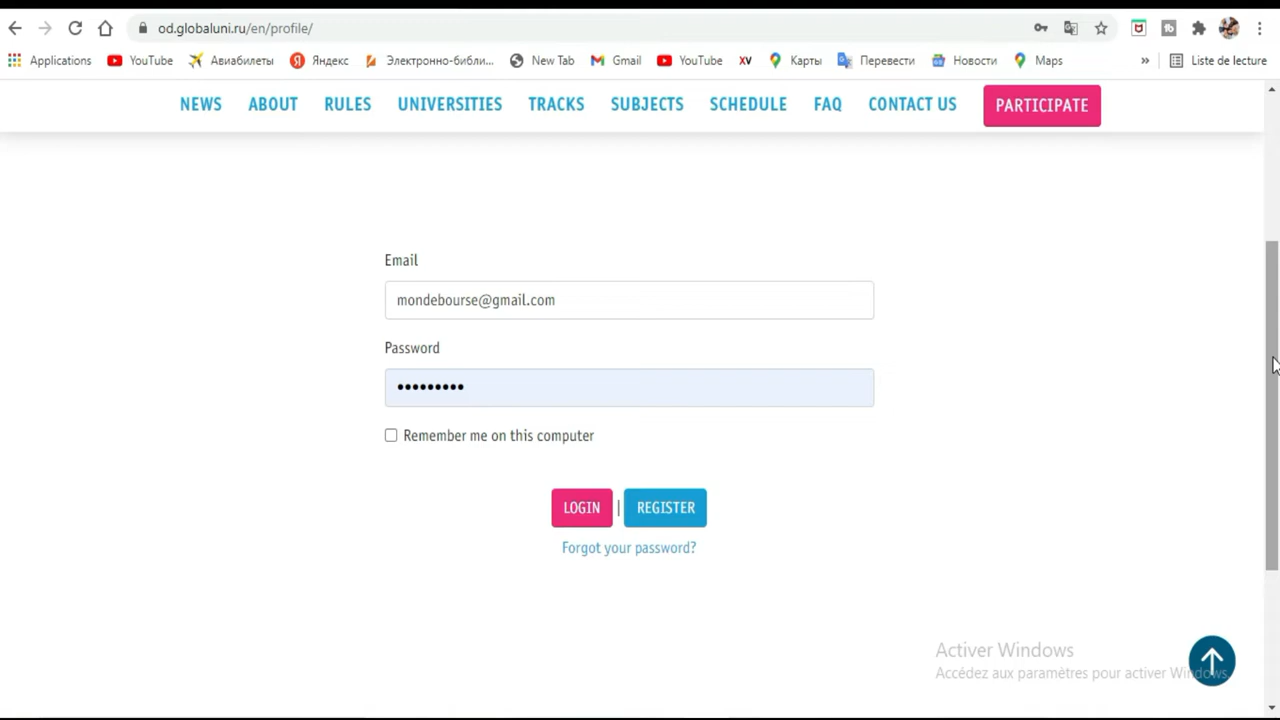 od.globaluni.ru/en/profile/
Applications YouTube Авиабилеты Яндекс Электронно-библи... New Tab Gmail YouTube XV Карты Перевести Новости Maps » Liste de lecture
NEWS ABOUT RULES UNIVERSITIES TRACKS SUBJECTS SCHEDULE FAQ CONTACT US PARTICIPATE
Email
mondebourse@gmail.com
Password
•••••••••
Remember me on this computer
LOGIN | REGISTER
Forgot your password?
Activer Windows
Accédez aux paramètres pour activer Windows.